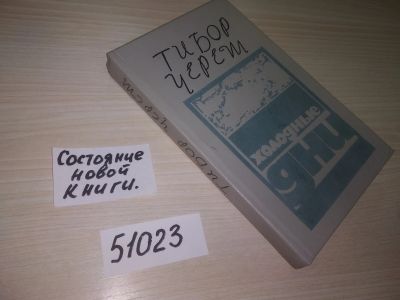 ТИБОР
ЧЕРЕШ
ХОЛОДНЫЕ
ДНИ
Тибор Череш
Состояние
новой
книги.
51023